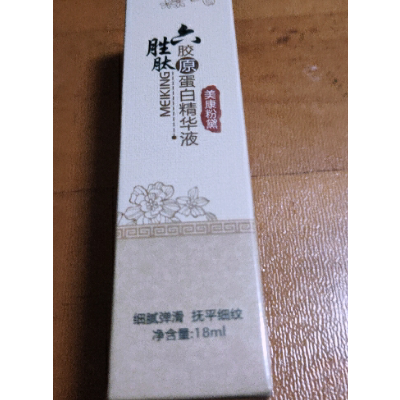 六胜肽
胶原蛋白精华液
MEIKING
美康粉黛
细腻弹滑 抚平细纹
净含量:18ml